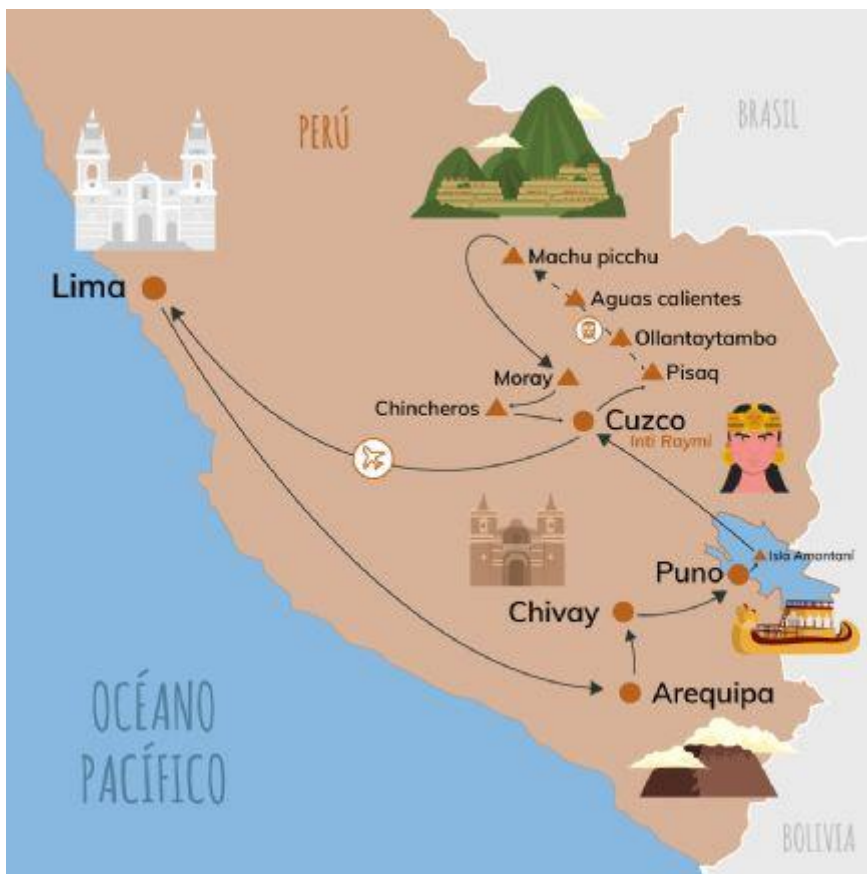 BRASIL
PERÚ
Machu picchu
Lima
Aguas calientes
Ollantaytambo
Moray
Pisaq
Chincheros
Cuzco
Inti Raymi
Isla Amantaní
Puno
Chivay
Arequipa
OCÉANO
PACÍFICO
BOLIVIA